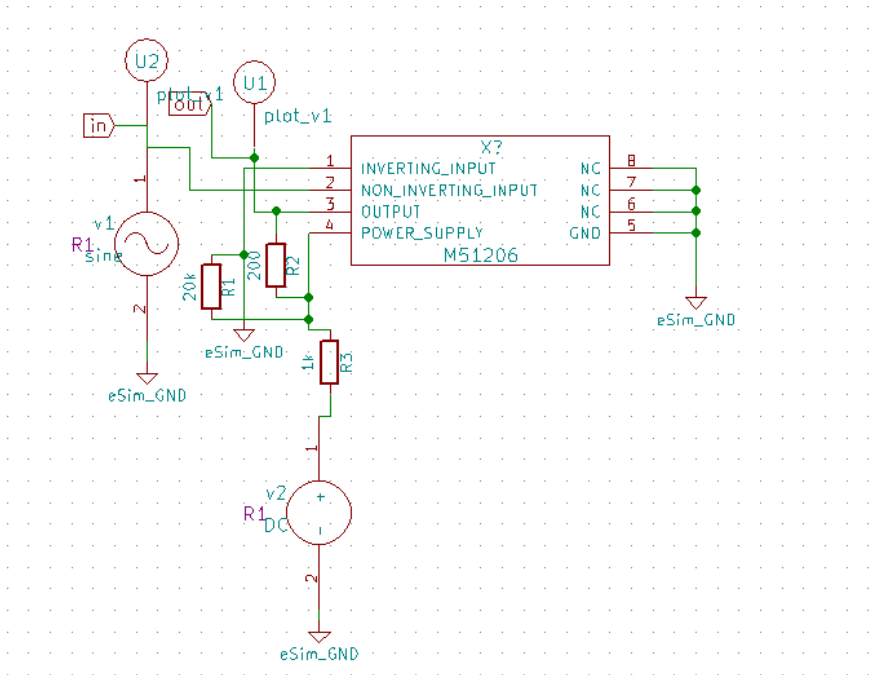 U2
U1
plot_v1
out
plot_v1
in
X?
1 INVERTING_INPUT NC 8
2 NON_INVERTING_INPUT NC 7
3 OUTPUT NC 6
4 POWER_SUPPLY GND 5
M51206
1
v1
R1
sine
2
20k
R1
200
R2
eSim_GND
eSim_GND
1k
R3
eSim_GND
1
v2
R1
DC
+
-
2
eSim_GND